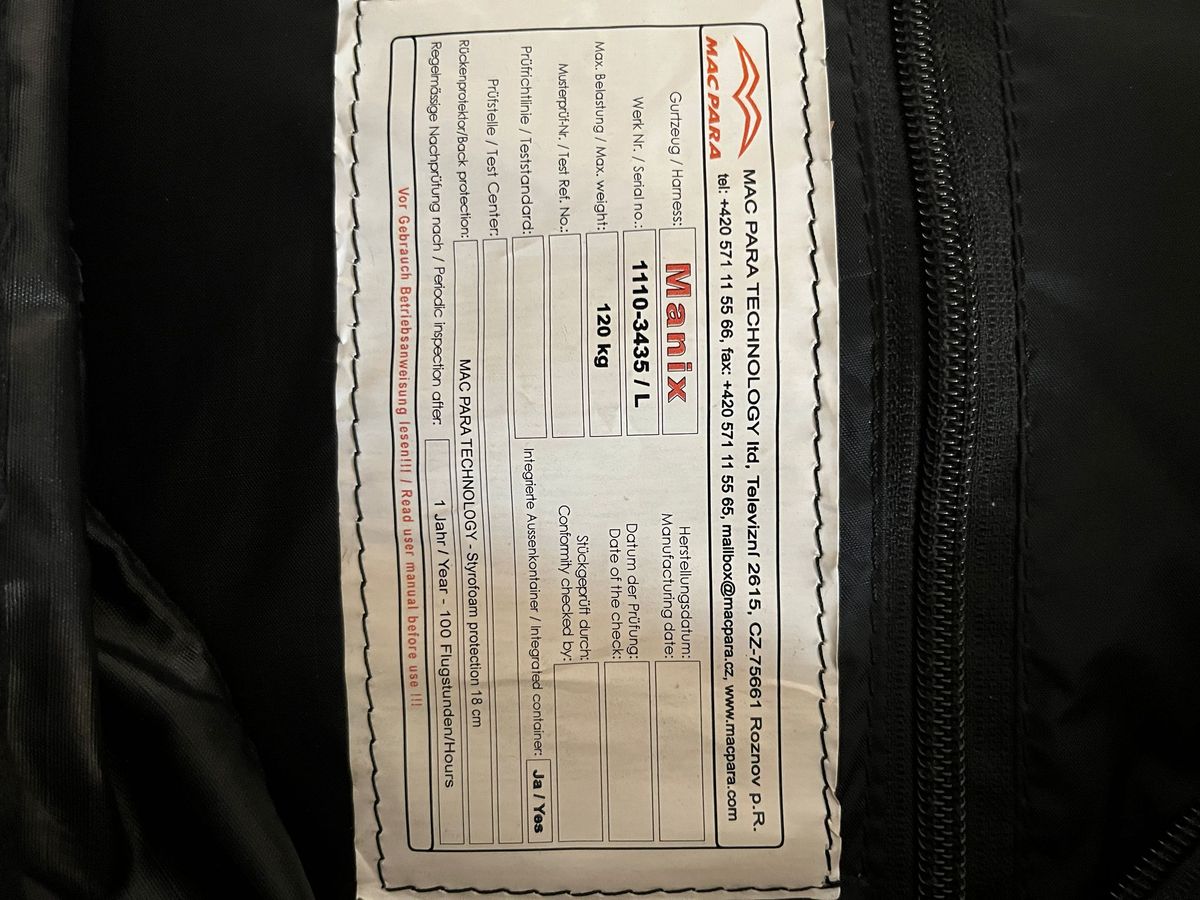 MAC PARA
MAC PARA TECHNOLOGY ltd, Televizní 2615, CZ-75661 Roznov p.R.
tel: +420 571 11 55 66, fax: +420 571 11 55 65, mailbox@macpara.cz, www.macpara.com
Gurtzeug / Harness: Manix
Werk Nr. / Serial no.: 1110-3435 / L
Max. Belastung / Max. weight: 120 kg
Musterprüf-Nr. / Test Ref. No.:
Prüfrichtlinie / Teststandard:
Herstellungsdatum:
Manufacturing date:
Datum der Prüfung:
Date of the check:
Stückgeprüft durch:
Conformity checked by:
Integrierte Aussenkontainer / Integrated container: Ja / Yes
Prüfstelle / Test Center:
Rückenprotektor/Back protection: MAC PARA TECHNOLOGY - Styrofoam protection 18 cm
Regelmässige Nachprüfung nach / Periodic inspection after: 1 Jahr / Year - 100 Flugstunden/Hours
Vor Gebrauch Betriebsanweisung lesen!!! / Read user manual before use !!!